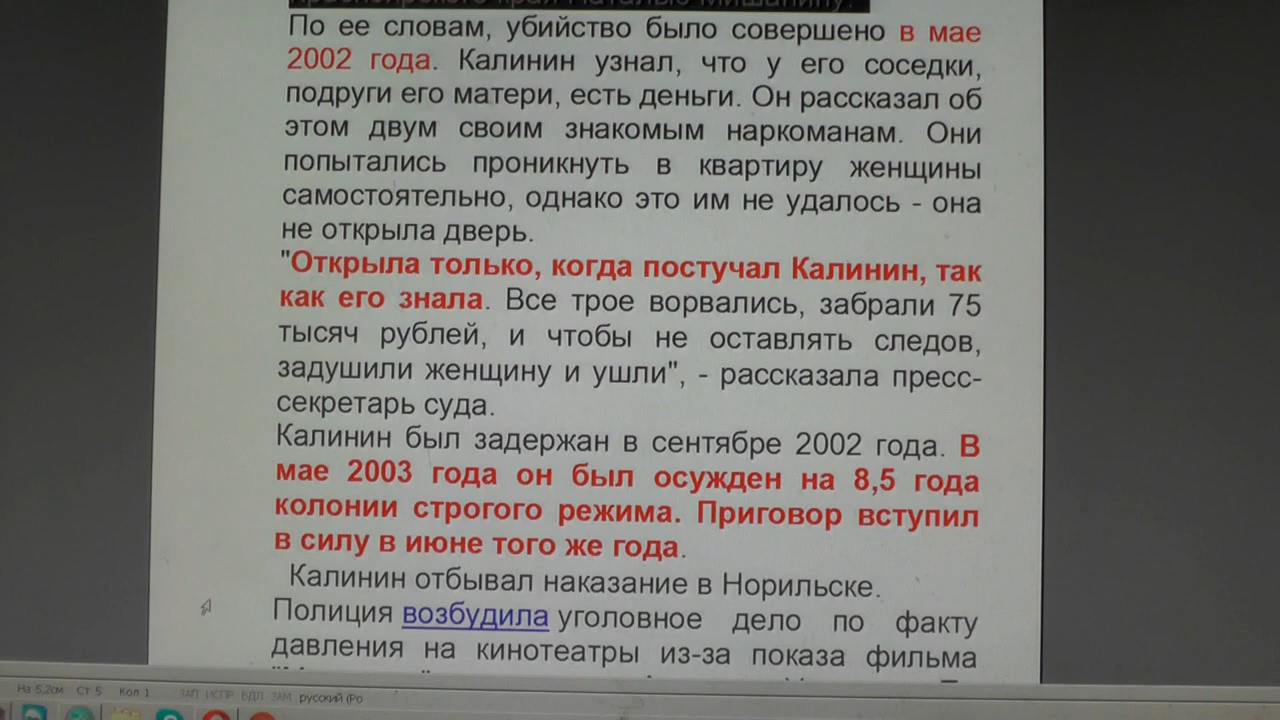 Красноярского края Наталью Мишанину.
По ее словам, убийство было совершено в мае
2002 года. Калинин узнал, что у его соседки,
подруги его матери, есть деньги. Он рассказал об
этом двум своим знакомым наркоманам. Они
попытались проникнуть в квартиру женщины
самостоятельно, однако это им не удалось - она
не открыла дверь.
"Открыла только, когда постучал Калинин, так
как его знала. Все трое ворвались, забрали 75
тысяч рублей, и чтобы не оставлять следов,
задушили женщину и ушли", - рассказала пресс-
секретарь суда.
Калинин был задержан в сентябре 2002 года. В
мае 2003 года он был осужден на 8,5 года
колонии строгого режима. Приговор вступил
в силу в июне того же года.
Калинин отбывал наказание в Норильске.
Полиция возбудила уголовное дело по факту
давления на кинотеатры из-за показа фильма
На 5,2см Ст 5 Кол 1 ЗАП ИСПР ВДЛ ЗАМ русский (Ро